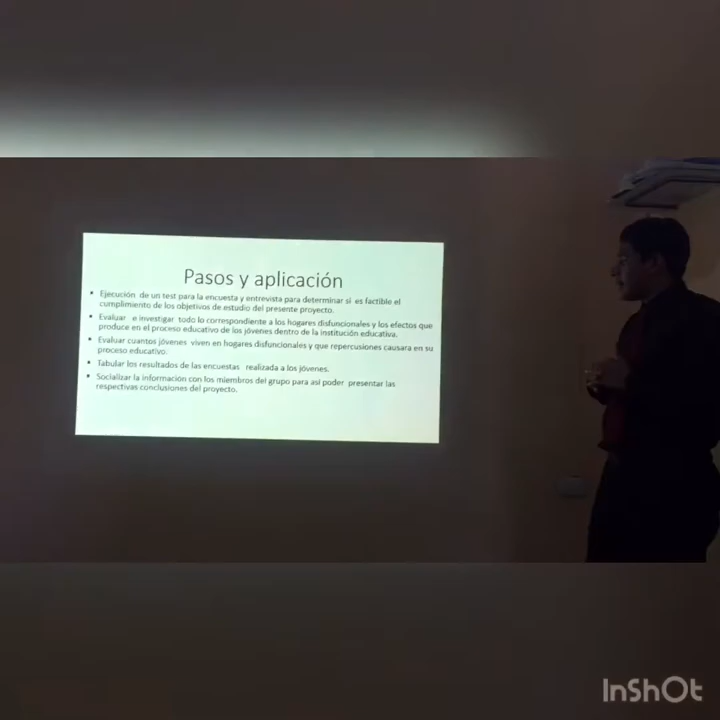 Pasos y aplicación
• Ejecución de un test para la encuesta y entrevista para determinar si es factible el
cumplimiento de los objetivos de estudio del presente proyecto.
• Evaluar e investigar todo lo correspondiente a los hogares disfuncionales y los efectos que
produce en el proceso educativo de los jóvenes dentro de la institución educativa.
• Evaluar cuantos jóvenes viven en hogares disfuncionales y que repercusiones causara en su
proceso educativo.
• Tabular los resultados de las encuestas realizada a los jóvenes.
• Socializar la información con los miembros del grupo para así poder presentar las
respectivas conclusiones del proyecto.
InShOt